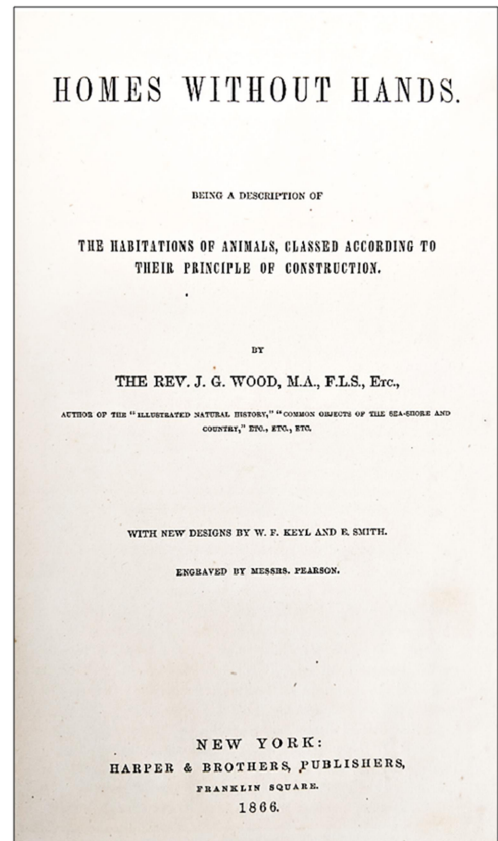 HOMES WITHOUT HANDS.
BEING A DESCRIPTION OF
THE HABITATIONS OF ANIMALS, CLASSED ACCORDING TO
THEIR PRINCIPLE OF CONSTRUCTION.
BY
THE REV. J. G. WOOD, M.A., F.L.S., ETC.,
AUTHOR OF THE "ILLUSTRATED NATURAL HISTORY," "COMMON OBJECTS OF THE SEA-SHORE AND
COUNTRY," ETC., ETC., ETC.
WITH NEW DESIGNS BY W. F. KEYL AND E. SMITH.
ENGRAVED BY MESSRS. PEARSON.
NEW YORK:
HARPER & BROTHERS, PUBLISHERS,
FRANKLIN SQUARE.
1866.